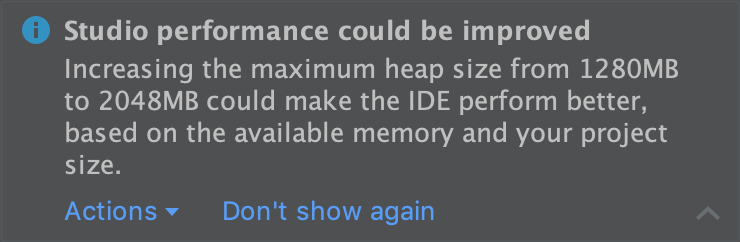 Studio performance could be improved
Increasing the maximum heap size from 1280MB
to 2048MB could make the IDE perform better,
based on the available memory and your project
size.
Actions Don't show again